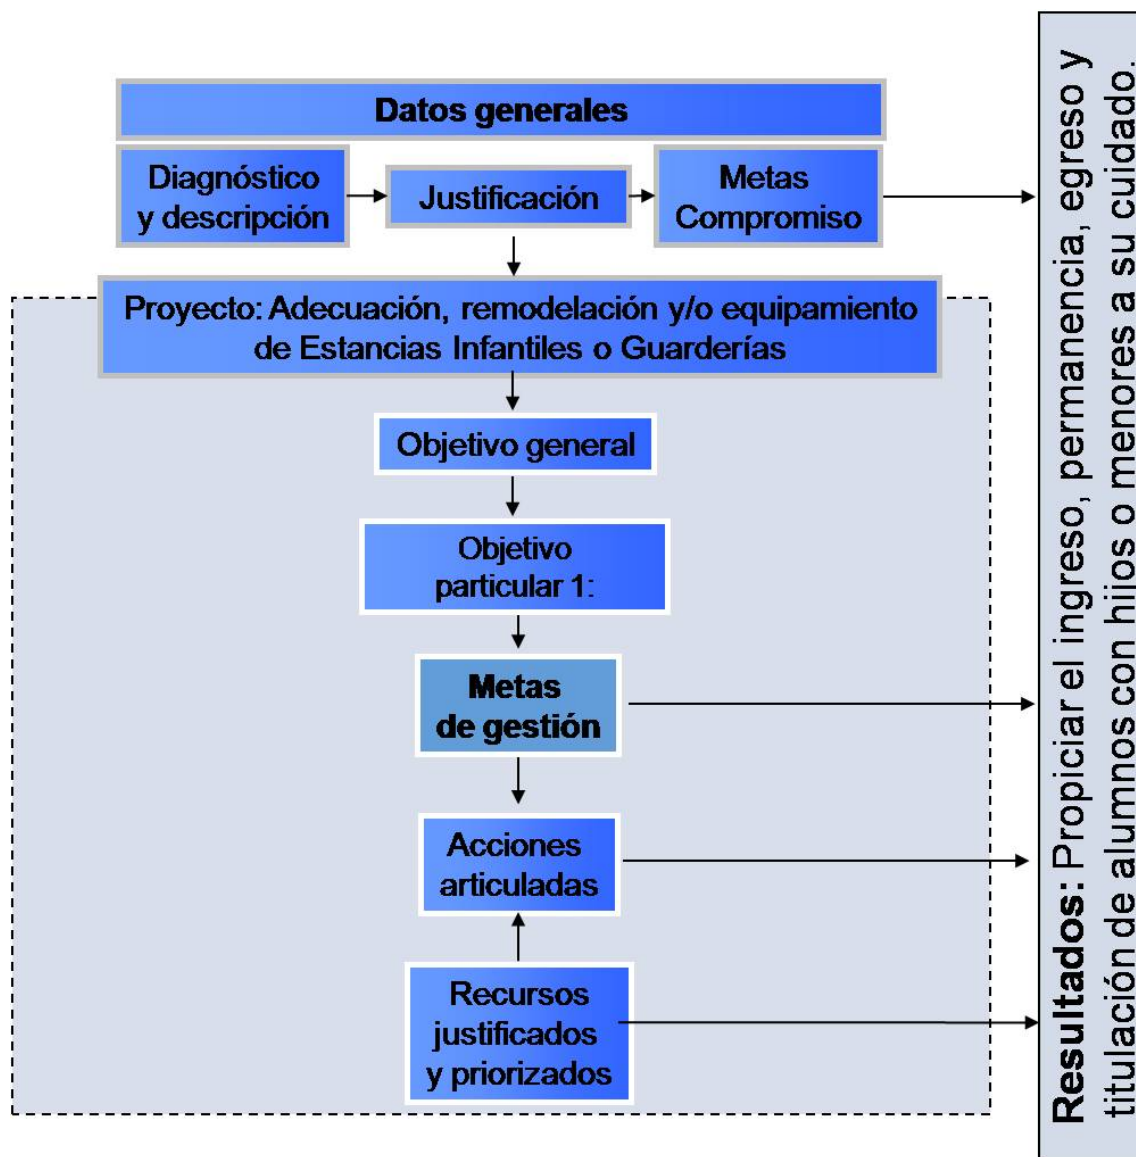 Datos generales
Diagnóstico
y descripción
Justificación
Metas
Compromiso
Proyecto: Adecuación, remodelación y/o equipamiento
de Estancias Infantiles o Guarderías
Objetivo general
Objetivo
particular 1:
Metas
de gestión
Acciones
articuladas
Recursos
justificados
y priorizados
Resultados: Propiciar el ingreso, permanencia, egreso y
titulación de alumnos con hijos o menores a su cuidado.